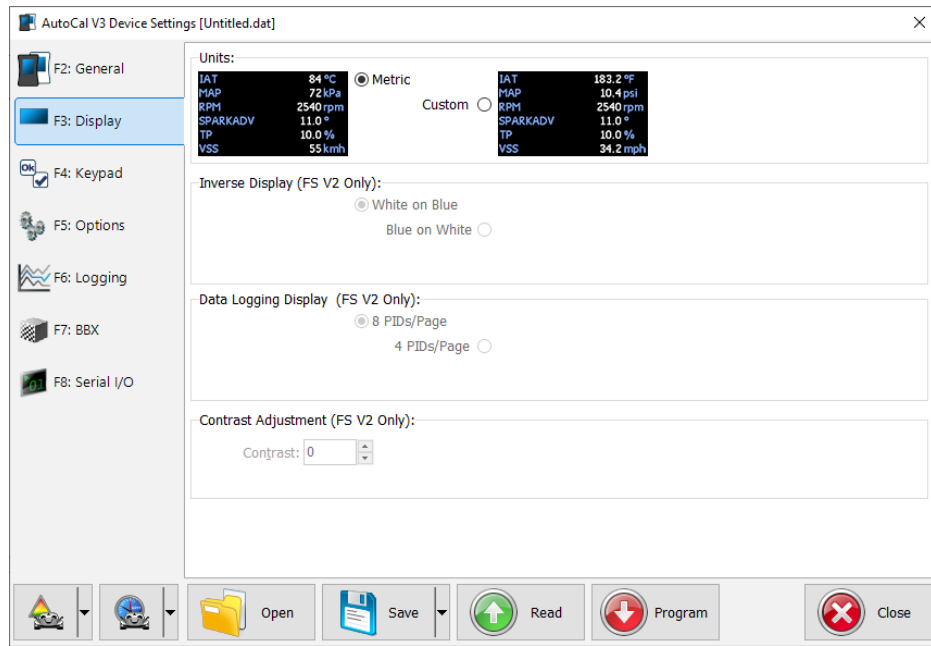 AutoCal V3 Device Settings [Untitled.dat]
F2: General
F3: Display
F4: Keypad
F5: Options
F6: Logging
F7: BBX
F8: Serial I/O
Units:
IAT 84 °C
MAP 72 kPa
RPM 2540 rpm
SPARKADV 11.0 °
TP 10.0 %
VSS 55 kmh
Metric
Custom
IAT 183.2 °F
MAP 10.4 psi
RPM 2540 rpm
SPARKADV 11.0 °
TP 10.0 %
VSS 34.2 mph
Inverse Display (FS V2 Only):
White on Blue
Blue on White
Data Logging Display (FS V2 Only):
8 PIDs/Page
4 PIDs/Page
Contrast Adjustment (FS V2 Only):
Contrast: 0
Open
Save
Read
Program
Close